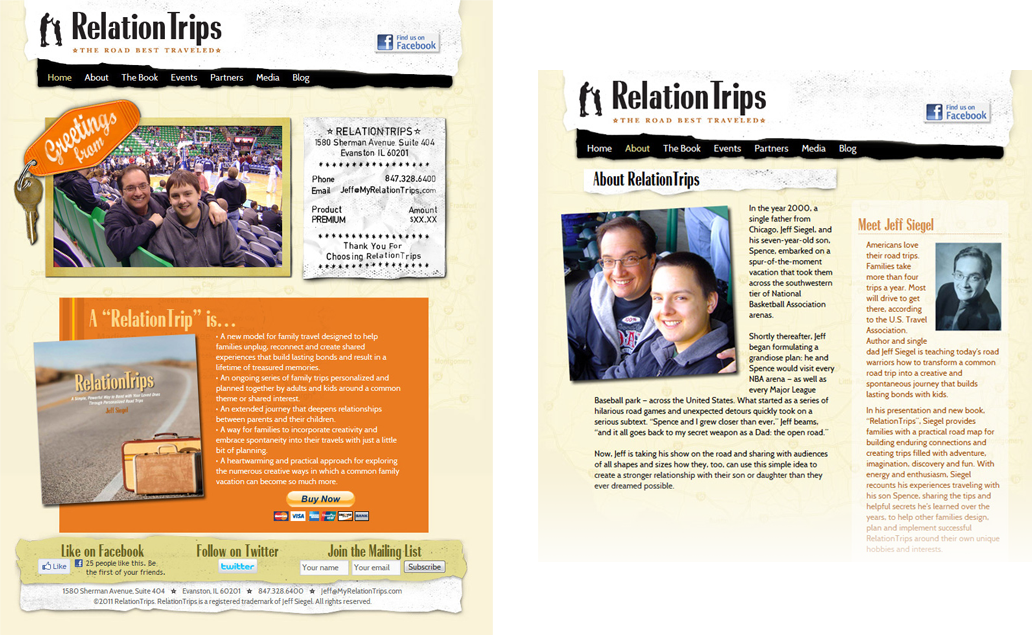 RelationTrips
★THE ROAD BEST TRAVELED★
Find us on
Facebook
Home About The Book Events Partners Media Blog
Greetings
from
☆ RELATIONTRIPS ☆
1580 Sherman Avenue, Suite 404
Evanston IL 60201
Phone 847.328.6400
Email Jeff@MyRelationTrips.com
Product Amount
PREMIUM $XX.XX
Thank You For
Choosing RelationTrips
A “RelationTrip” is…
• A new model for family travel designed to help
families unplug, reconnect and create shared
experiences that build lasting bonds and result in a
lifetime of treasured memories.
• An ongoing series of family trips personalized and
planned together by adults and kids around a common
theme or shared interest.
• An extended journey that deepens relationships
between parents and their children.
• A way for families to incorporate creativity and
embrace spontaneity into their travels with just a little
bit of planning.
• A heartwarming and practical approach for exploring
the numerous creative ways in which a common family
vacation can become so much more.
RelationTrips
A Simple, Powerful Way to Bond with Your Loved Ones
Through Personalized Road Trips
Jeff Siegel
Buy Now
VISA
Like on Facebook
Like
25 people like this. Be
the first of your friends.
Follow on Twitter
twitter
Join the Mailing List
Your name Your email Subscribe
1580 Sherman Avenue, Suite 404 ★ Evanston, IL 60201 ★ 847.328.6400 ★ Jeff@MyRelationTrips.com
©2011 RelationTrips. RelationTrips is a registered trademark of Jeff Siegel. All rights reserved.
RelationTrips
★THE ROAD BEST TRAVELED★
Find us on
Facebook
Home About The Book Events Partners Media Blog
About RelationTrips
In the year 2000, a
single father from
Chicago, Jeff Siegel, and
his seven-year-old son,
Spence, embarked on a
spur-of-the-moment
vacation that took them
across the southwestern
tier of National
Basketball Association
arenas.
Shortly thereafter, Jeff
began formulating a
grandiose plan: he and
Spence would visit every
NBA arena – as well as
every Major League
Baseball park – across the United States. What started as a series of
hilarious road games and unexpected detours quickly took on a
serious subtext. “Spence and I grew closer than ever,” Jeff beams,
“and it all goes back to my secret weapon as a Dad: the open road.”
Now, Jeff is taking his show on the road and sharing with audiences
of all shapes and sizes how they, too, can use this simple idea to
create a stronger relationship with their son or daughter than they
ever dreamed possible.
Meet Jeff Siegel
Americans love
their road trips.
Families take
more than four
trips a year. Most
will drive to get
there, according
to the U.S. Travel
Association.
Author and single
dad Jeff Siegel is teaching today's road
warriors how to transform a common
road trip into a creative and
spontaneous journey that builds
lasting bonds with kids.
In his presentation and new book,
“RelationTrips”, Siegel provides
families with a practical road map for
building enduring connections and
creating trips filled with adventure,
imagination, discovery and fun. With
energy and enthusiasm, Siegel
recounts his experiences traveling with
his son Spence, sharing the tips and
helpful secrets he's learned over the
years, to help other families design,
plan and implement successful
RelationTrips around their own unique
hobbies and interests.